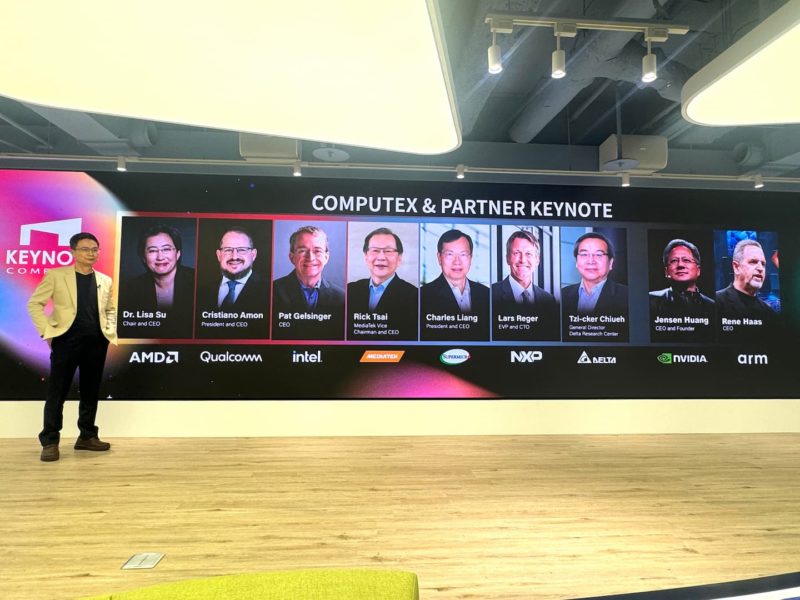 COMPUTEX & PARTNER KEYNOTE
KEYNO
COMP
Dr. Lisa Su
Chair and CEO
Cristiano Amon
President and CEO
Pat Gelsinger
CEO
Rick Tsai
MediaTek Vice
Chairman and CEO
Charles Liang
President and CEO
Lars Reger
EVP and CTO
Tzi-cker Chiueh
General Director
Delta Research Center
Jensen Huang
CEO and Founder
Rene Haas
CEO
AMD
Qualcomm
intel.
MEDIATEK
SUPERMICRO
NXP
DELTA
NVIDIA
arm